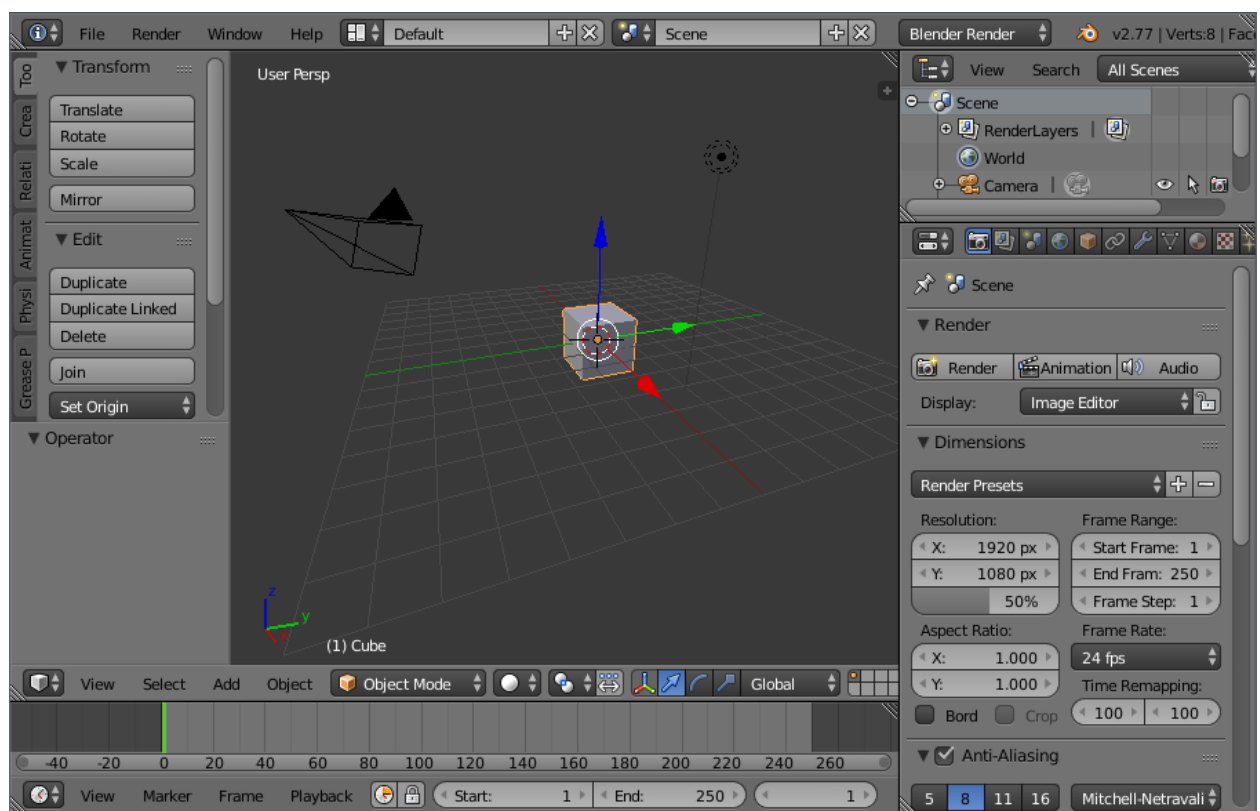 File Render Window Help Default Scene Blender Render v2.77 | Verts:8 | Fac
Too
Crea
Relati
Animat
Physi
Grease P
Transform
Translate
Rotate
Scale
Mirror
Edit
Duplicate
Duplicate Linked
Delete
Join
Set Origin
Operator
User Persp
z
y
x
(1) Cube
View Select Add Object Object Mode Global
-40 -20 0 20 40 60 80 100 120 140 160 180 200 220 240 260
View Marker Frame Playback Start: 1 End: 250 1
View Search All Scenes
Scene
RenderLayers |
World
Camera |
Scene
Render
Render Animation Audio
Display: Image Editor
Dimensions
Render Presets
Resolution: Frame Range:
X: 1920 px Start Frame: 1
Y: 1080 px End Fram: 250
50% Frame Step: 1
Aspect Ratio: Frame Rate:
X: 1.000 24 fps
Y: 1.000 Time Remapping:
Bord Crop 100 100
Anti-Aliasing
5 8 11 16 Mitchell-Netravali